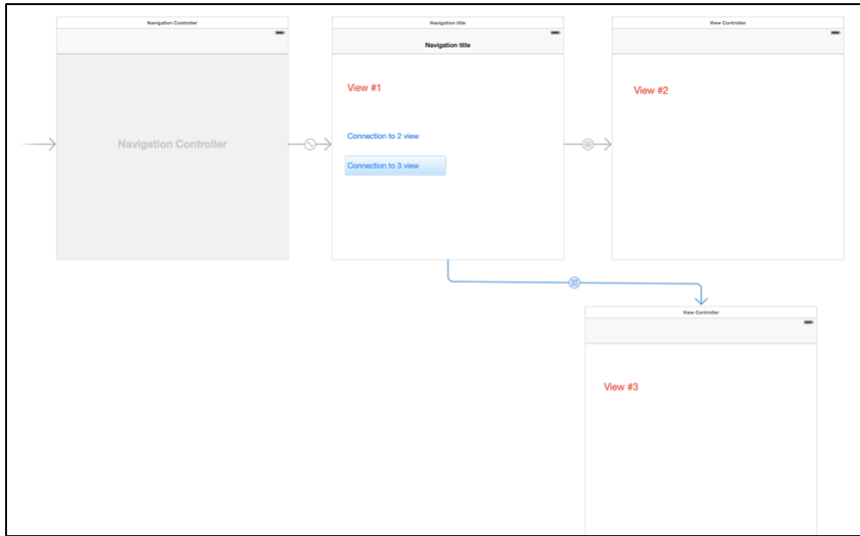 Navigation Controller
Navigation Controller
Navigation title
Navigation title
View #1
Connection to 2 view
Connection to 3 view
View Controller
View #2
View Controller
View #3